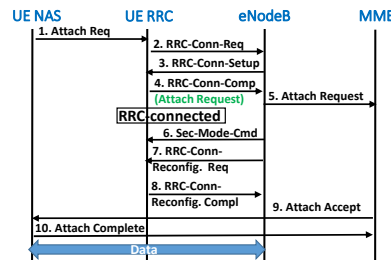 UE NAS UE RRC eNodeB MME
1. Attach Req
2. RRC-Conn-Req
3. RRC-Conn-Setup
4. RRC-Conn-Comp
(Attach Request)
5. Attach Request
RRC-connected
6. Sec-Mode-Cmd
7. RRC-Conn-
Reconfig. Req
8. RRC-Conn-
Reconfig. Compl
9. Attach Accept
10. Attach Complete
Data